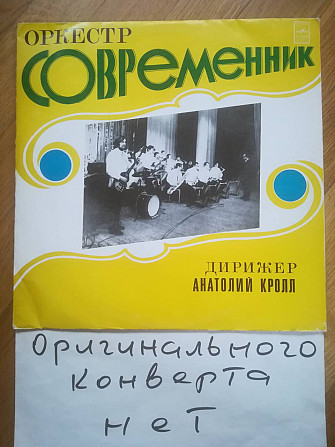 ОРКЕСТР
СОВРЕМЕННИК
ДИРИЖЕР
АНАТОЛИЙ КРОЛЛ
Оригинального
конверта
нет